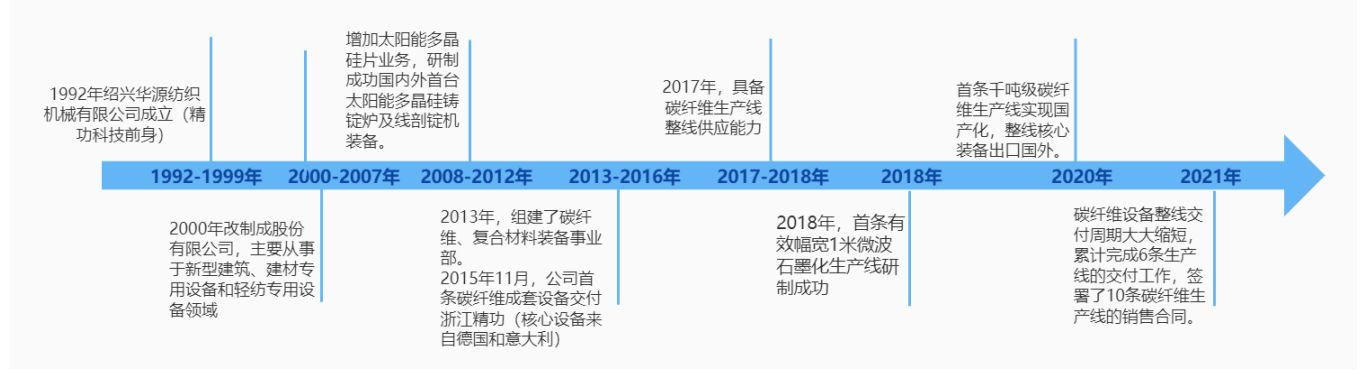 1992年绍兴华源纺织
机械有限公司成立（精
功科技前身）
增加太阳能多晶
硅片业务，研制
成功国内外首台
太阳能多晶硅铸
锭炉及线剖锭机
装备。
2017年，具备
碳纤维生产线
整线供应能力
首条千吨级碳纤
维生产线实现国
产化，整线核心
装备出口国外。
1992-1999年 2000-2007年 2008-2012年 2013-2016年 2017-2018年 2018年 2020年 2021年
2000年改制成股份
有限公司，主要从事
于新型建筑、建材专
用设备和轻纺专用设
备领域
2013年，组建了碳纤
维、复合材料装备事业
部。
2015年11月，公司首
条碳纤维成套设备交付
浙江精功（核心设备来
自德国和意大利）
2018年，首条有
效幅宽1米微波
石墨化生产线研
制成功
碳纤维设备整线交
付周期大大缩短，
累计完成6条生产
线的交付工作，签
署了10条碳纤维生
产线的销售合同。